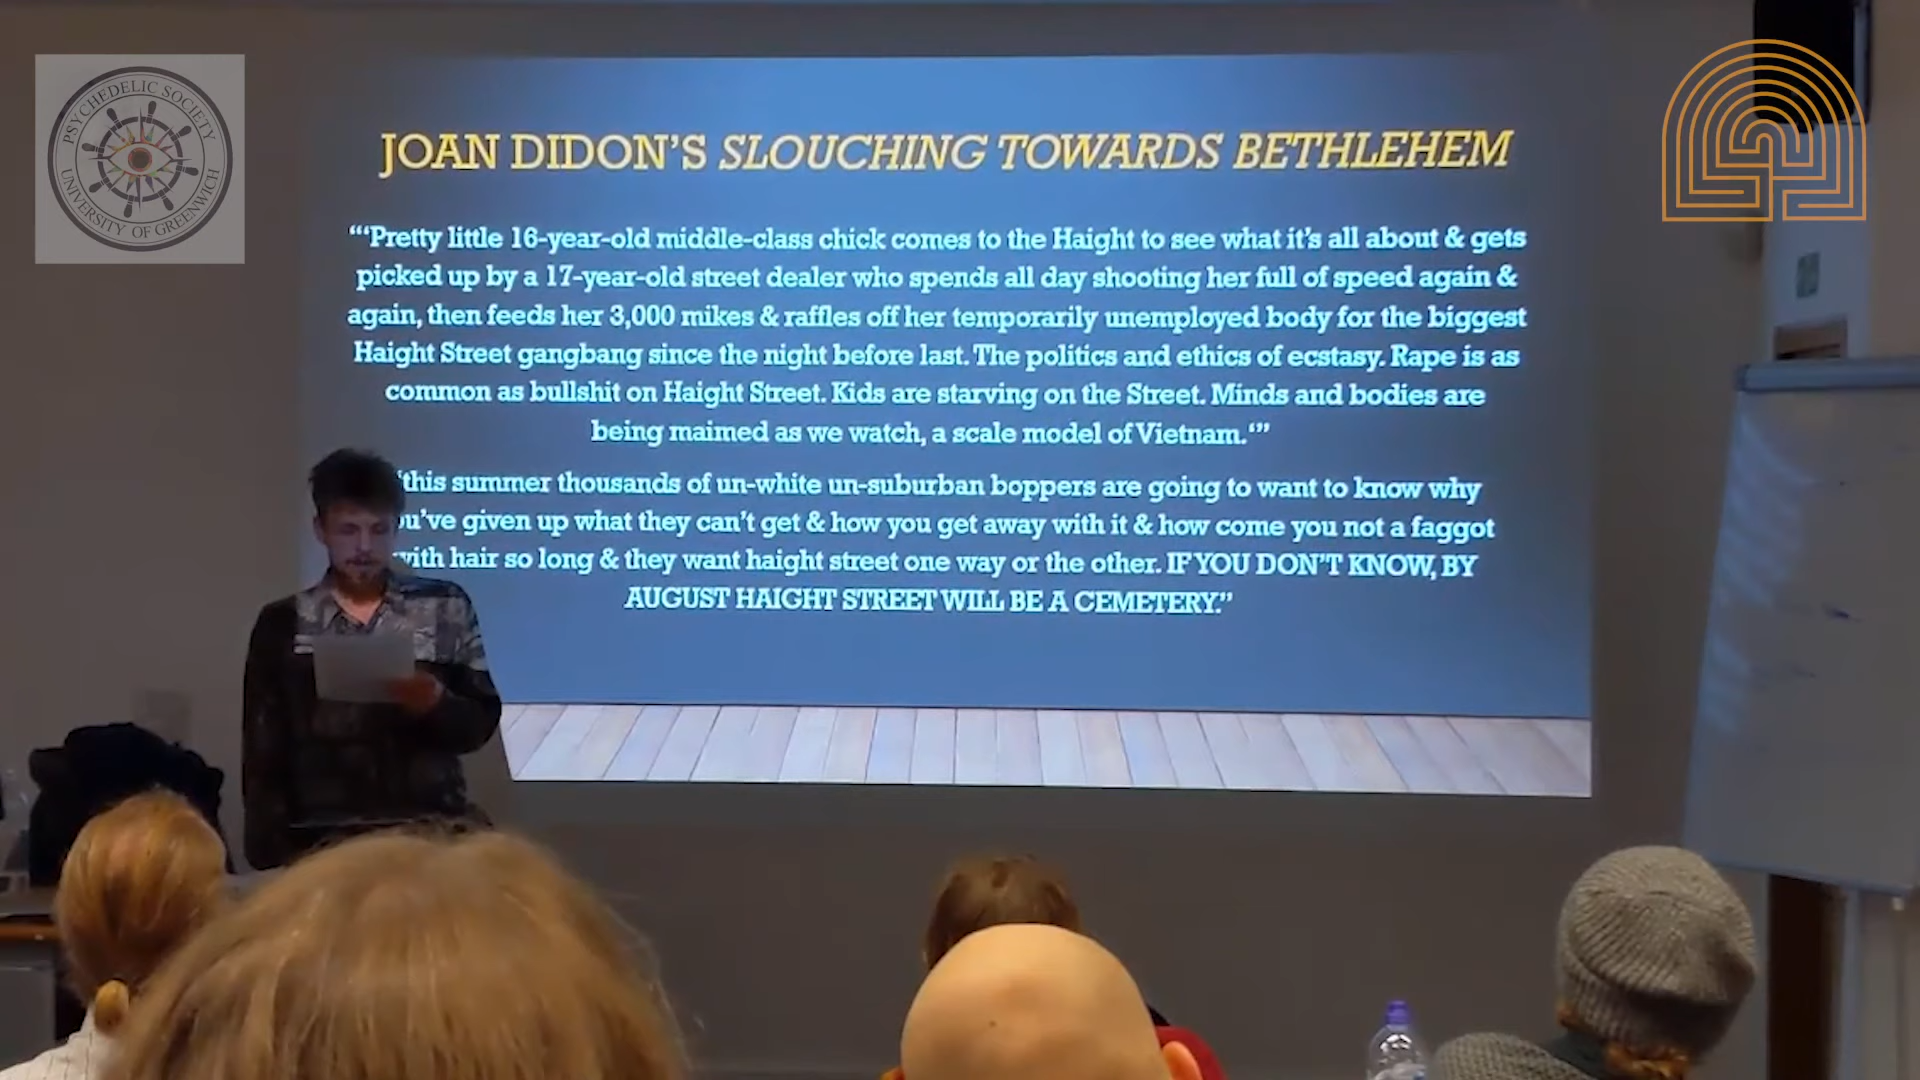 PSYCHEDELIC SOCIETY
UNIVERSITY OF GREENWICH
JOAN DIDON'S SLOUCHING TOWARDS BETHLEHEM
"'Pretty little 16-year-old middle-class chick comes to the Haight to see what it's all about & gets
picked up by a 17-year-old street dealer who spends all day shooting her full of speed again &
again, then feeds her 3,000 mikes & raffles off her temporarily unemployed body for the biggest
Haight Street gangbang since the night before last. The politics and ethics of ecstasy. Rape is as
common as bullshit on Haight Street. Kids are starving on the Street. Minds and bodies are
being maimed as we watch, a scale model of Vietnam.'"
this summer thousands of un-white un-suburban boppers are going to want to know why
ou've given up what they can't get & how you get away with it & how come you not a faggot
with hair so long & they want haight street one way or the other. IF YOU DON'T KNOW, BY
AUGUST HAIGHT STREET WILL BE A CEMETERY."